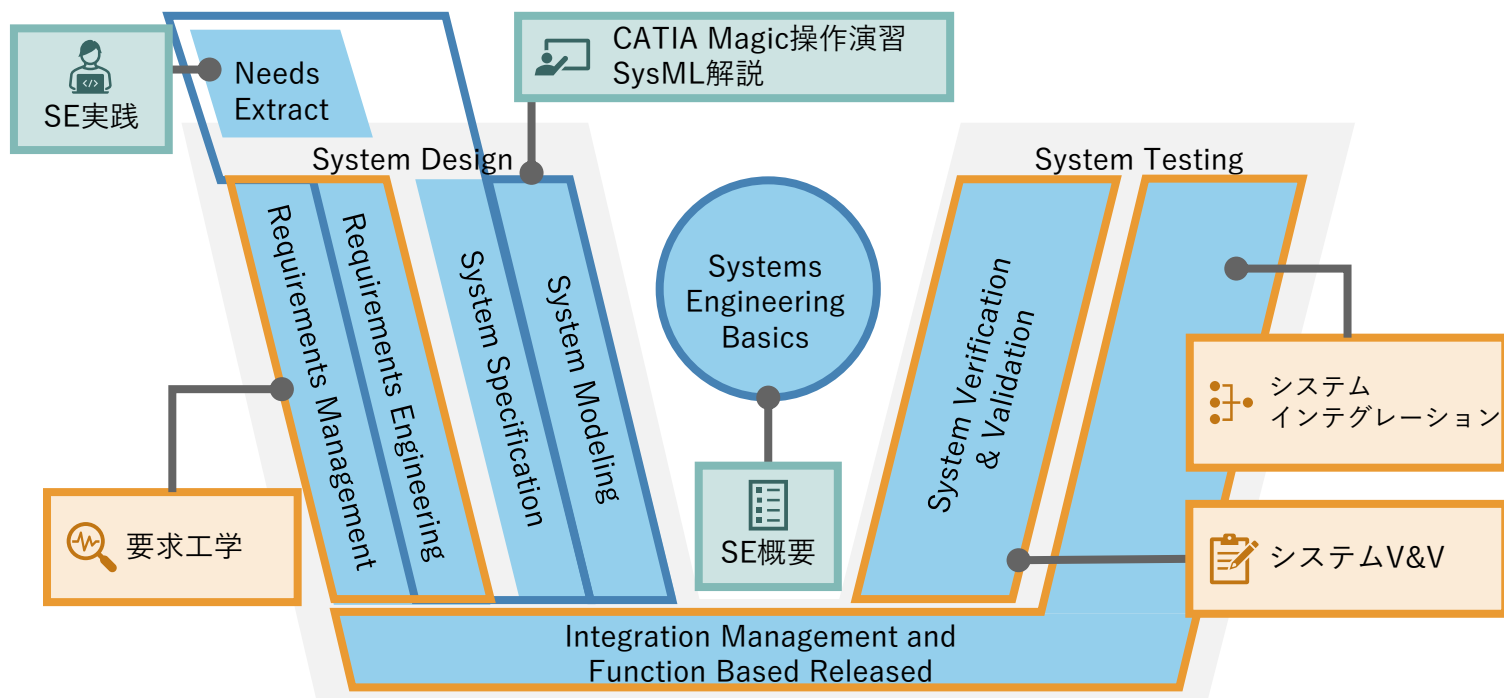 CATIA Magic操作演習
SysML解説
SE実践
Needs
Extract
System Design
System Testing
Requirements Management
Requirements Engineering
System Specification
System Modeling
Systems
Engineering
Basics
System Verification
& Validation
システム
インテグレーション
要求工学
SE概要
システムV&V
Integration Management and
Function Based Released